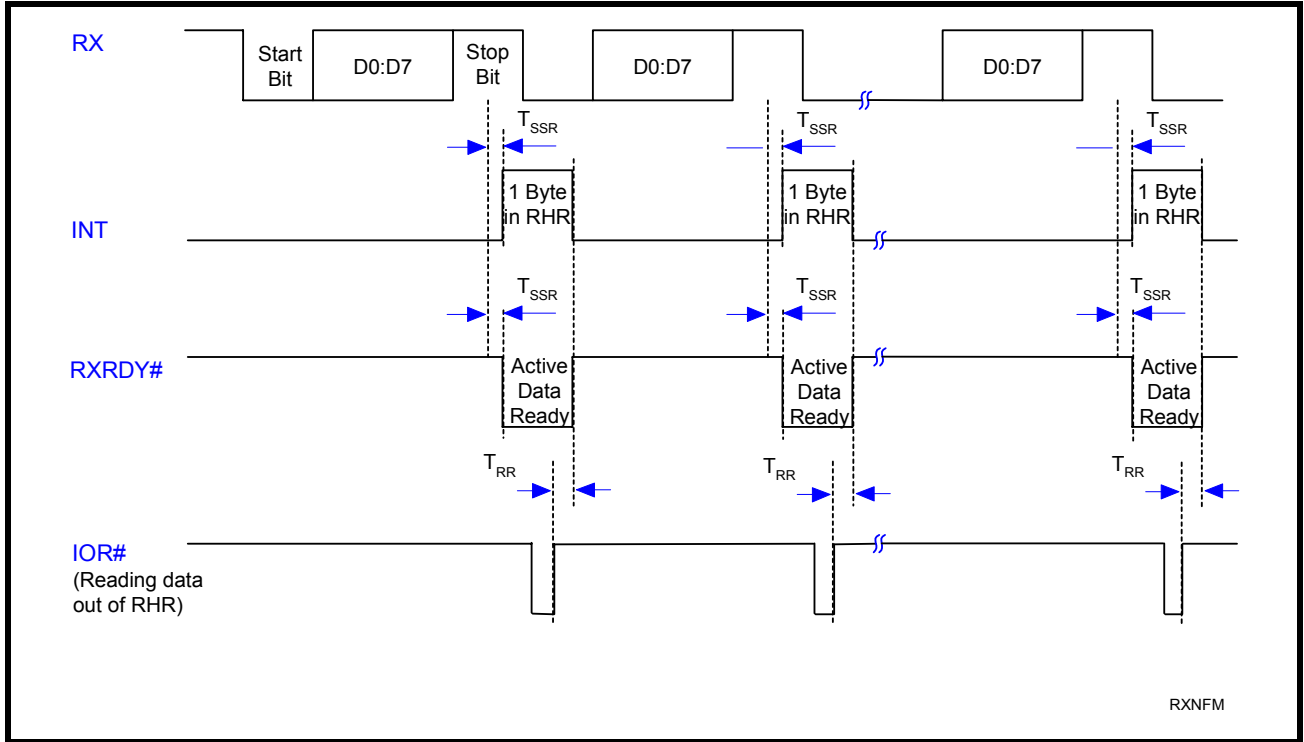 RX
Start
Bit
D0:D7
Stop
Bit
D0:D7
D0:D7
TSSR
TSSR
TSSR
INT
1 Byte
in RHR
1 Byte
in RHR
1 Byte
in RHR
TSSR
TSSR
TSSR
RXRDY#
Active
Data
Ready
Active
Data
Ready
Active
Data
Ready
TRR
TRR
TRR
IOR#
(Reading data
out of RHR)
RXNFM